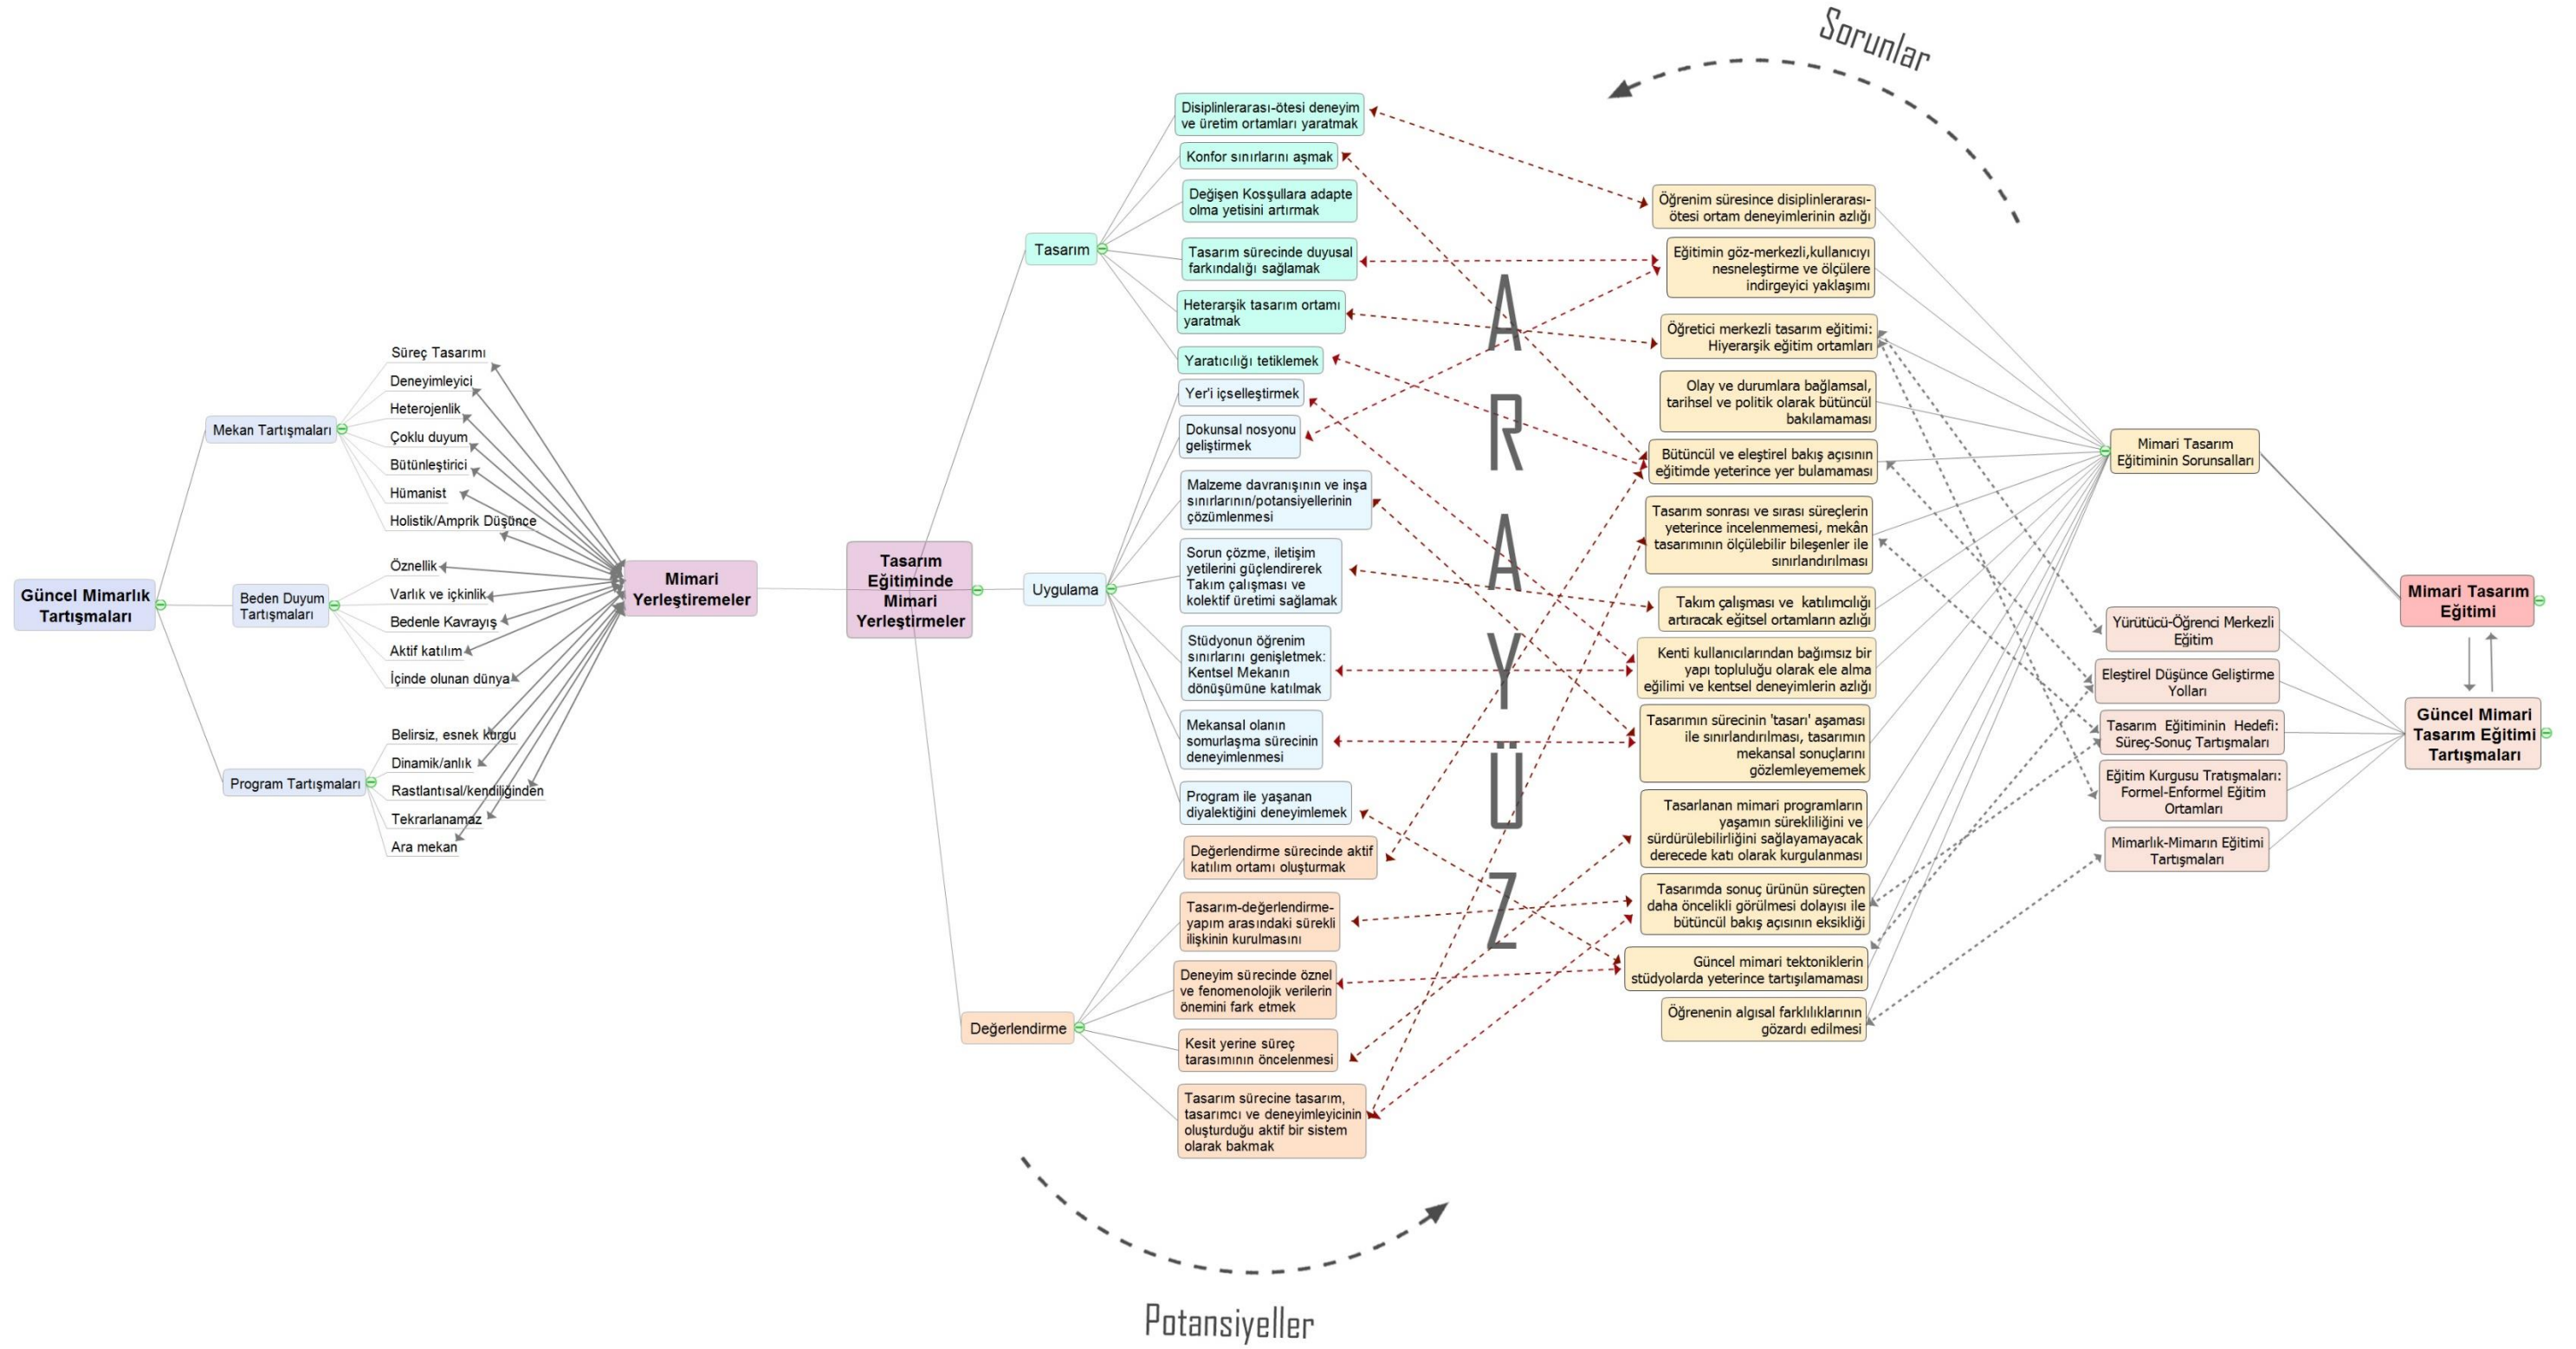 Sorunlar
Güncel Mimarlık
Tartışmaları
Mekan Tartışmaları
Süreç Tasarımı
Deneyimleyici
Heterojenlik
Çoklu duyum
Bütünleştirici
Hümanist
Holistik/Amprik Düşünce
Beden Duyum
Tartışmaları
Öznellik
Varlık ve içkinlik
Bedenle Kavrayış
Aktif katılım
İçinde olunan dünya
Program Tartışmaları
Belirsiz, esnek kurgu
Dinamik/anlık
Rastlantısal/kendiliğinden
Tekrarlanamaz
Ara mekan
Mimari
Yerleştiremeler
Tasarım
Eğitiminde
Mimari
Yerleştirmeler
Tasarım
Disiplinlerarası-ötesi deneyim
ve üretim ortamları yaratmak
Konfor sınırlarını aşmak
Değişen Kosşullara adapte
olma yetisini artırmak
Tasarım sürecinde duyusal
farkındalığı sağlamak
Heterarşik tasarım ortamı
yaratmak
Yaratıcılığı tetiklemek
Uygulama
Yer'i içselleştirmek
Dokunsal nosyonu
geliştirmek
Malzeme davranışının ve inşa
sınırlarının/potansiyellerinin
çözümlenmesi
Sorun çözme, iletişim
yetilerini güçlendirerek
Takım çalışması ve
kolektif üretimi sağlamak
Stüdyonun öğrenim
sınırlarını genişletmek:
Kentsel Mekanın
dönüşümüne katılmak
Mekansal olanın
somurlaşma sürecinin
deneyimlenmesi
Program ile yaşanan
diyalektiğini deneyimlemek
Değerlendirme
Değerlendirme sürecinde aktif
katılım ortamı oluşturmak
Tasarım-değerlendirme-
yapım arasındaki sürekli
ilişkinin kurulmasını
Deneyim sürecinde öznel
ve fenomenolojik verilerin
önemini fark etmek
Kesit yerine süreç
tarasımının öncelenmesi
Tasarım sürecine tasarım,
tasarımcı ve deneyimleyicinin
oluşturduğu aktif bir sistem
olarak bakmak
A
R
A
Y
Ü
Z
Öğrenim süresince disiplinlerarası-
ötesi ortam deneyimlerinin azlığı
Eğitimin göz-merkezli,kullanıcıyı
nesneleştirme ve ölçülere
indirgeyici yaklaşımı
Öğretici merkezli tasarım eğitimi:
Hiyerarşik eğitim ortamları
Olay ve durumlara bağlamsal,
tarihsel ve politik olarak bütüncül
bakılamaması
Bütüncül ve eleştirel bakış açısının
eğitimde yeterince yer bulamaması
Tasarım sonrası ve sırası süreçlerin
yeterince incelenmemesi, mekân
tasarımının ölçülebilir bileşenler ile
sınırlandırılması
Takım çalışması ve katılımcılığı
artıracak eğitsel ortamların azlığı
Kenti kullanıcılarından bağımsız bir
yapı topluluğu olarak ele alma
eğilimi ve kentsel deneyimlerin azlığı
Tasarımın sürecinin 'tasarı' aşaması
ile sınırlandırılması, tasarımın
mekansal sonuçlarını
gözlemleyememek
Tasarlanan mimari programların
yaşamın sürekliliğini ve
sürdürülebilirliğini sağlayamayacak
derecede katı olarak kurgulanması
Tasarımda sonuç ürünün süreçten
daha öncelikli görülmesi dolayısı ile
bütüncül bakış açısının eksikliği
Güncel mimari tektoniklerin
stüdyolarda yeterince tartışılamaması
Öğrenenin algısal farklılıklarının
gözardı edilmesi
Mimari Tasarım
Eğitiminin Sorunsalları
Yürütücü-Öğrenci Merkezli
Eğitim
Eleştirel Düşünce Geliştirme
Yolları
Tasarım Eğitiminin Hedefi:
Süreç-Sonuç Tartışmaları
Eğitim Kurgusu Tratışmaları:
Formel-Enformel Eğitim
Ortamları
Mimarlık-Mimarın Eğitimi
Tartışmaları
Mimari Tasarım
Eğitimi
Güncel Mimari
Tasarım Eğitimi
Tartışmaları
Potansiyeller